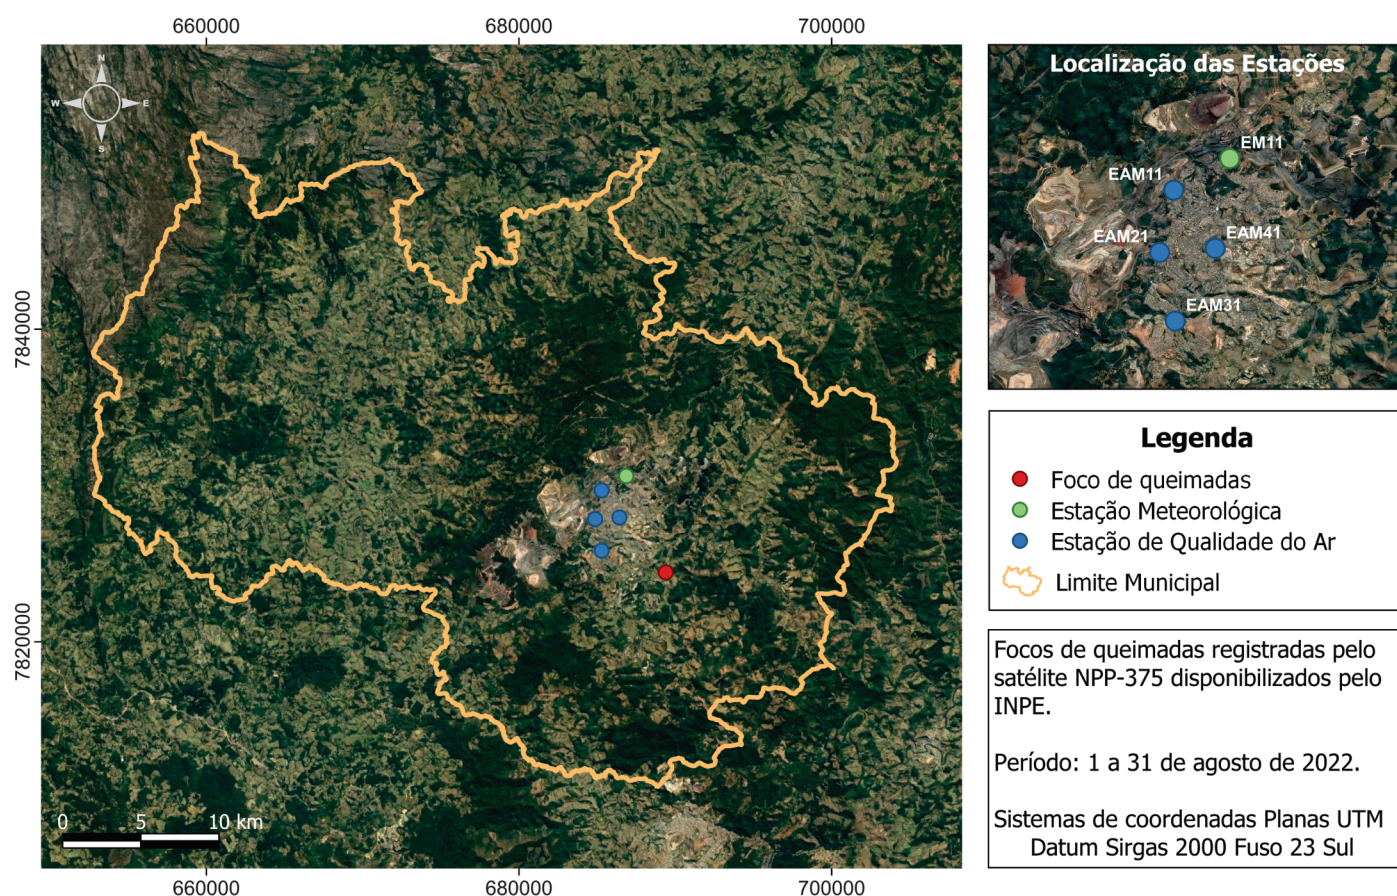 660000
680000
700000
N
W
E
S
7840000
7820000
0
5
10 km
660000
680000
700000
Localização das Estações
EM11
EAM11
EAM21
EAM41
EAM31
Legenda
Foco de queimadas
Estação Meteorológica
Estação de Qualidade do Ar
Limite Municipal
Focos de queimadas registradas pelo
satélite NPP-375 disponibilizados pelo
INPE.
Período: 1 a 31 de agosto de 2022.
Sistemas de coordenadas Planas UTM
Datum Sirgas 2000 Fuso 23 Sul